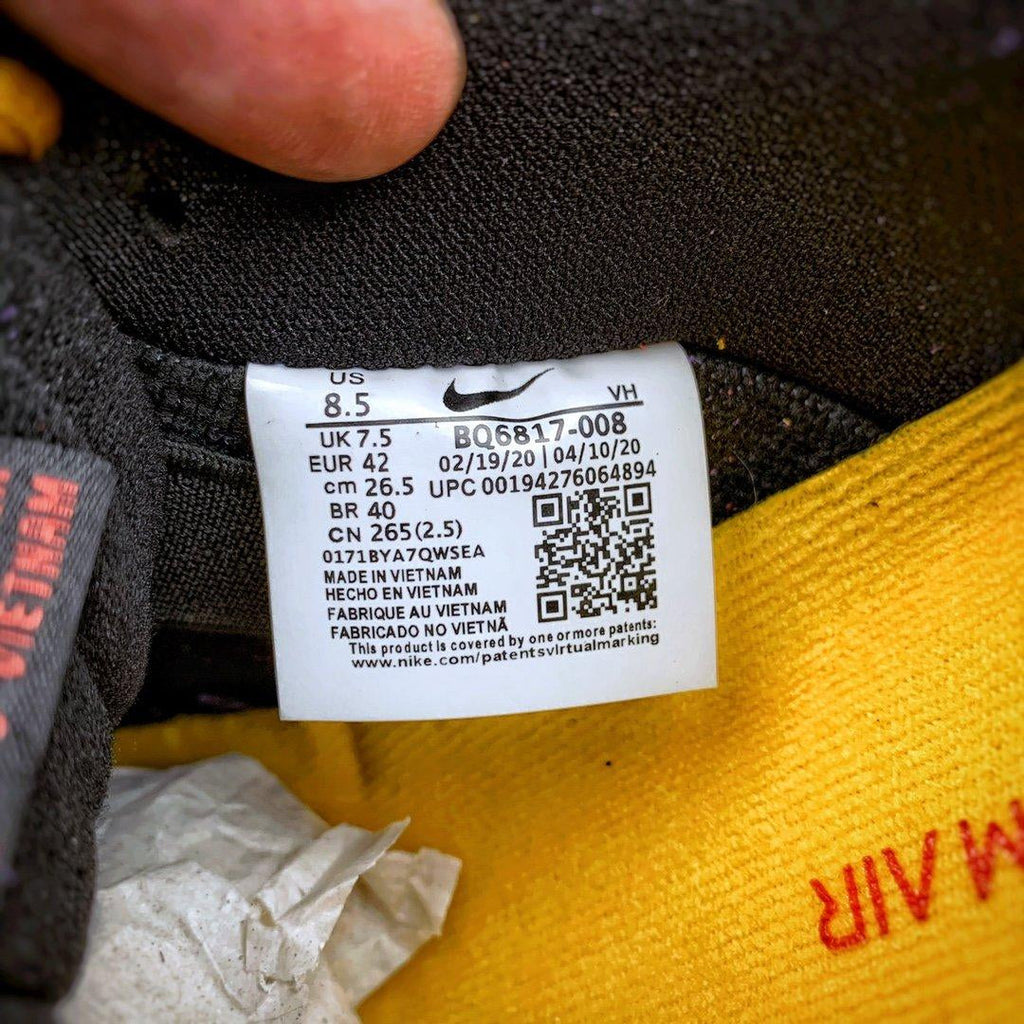 US
8.5
VH
UK 7.5
BQ6817-008
EUR 42
02/19/20 | 04/10/20
cm 26.5
UPC 00194276064894
BR 40
CN 265(2.5)
0171BYA7QWSEA
MADE IN VIETNAM
HECHO EN VIETNAM
FABRIQUE AU VIETNAM
FABRICADO NO VIETNÃ
This product is covered by one or more patents:
www.nike.com/patentsvirtualmarking
VIETNAM
AIR